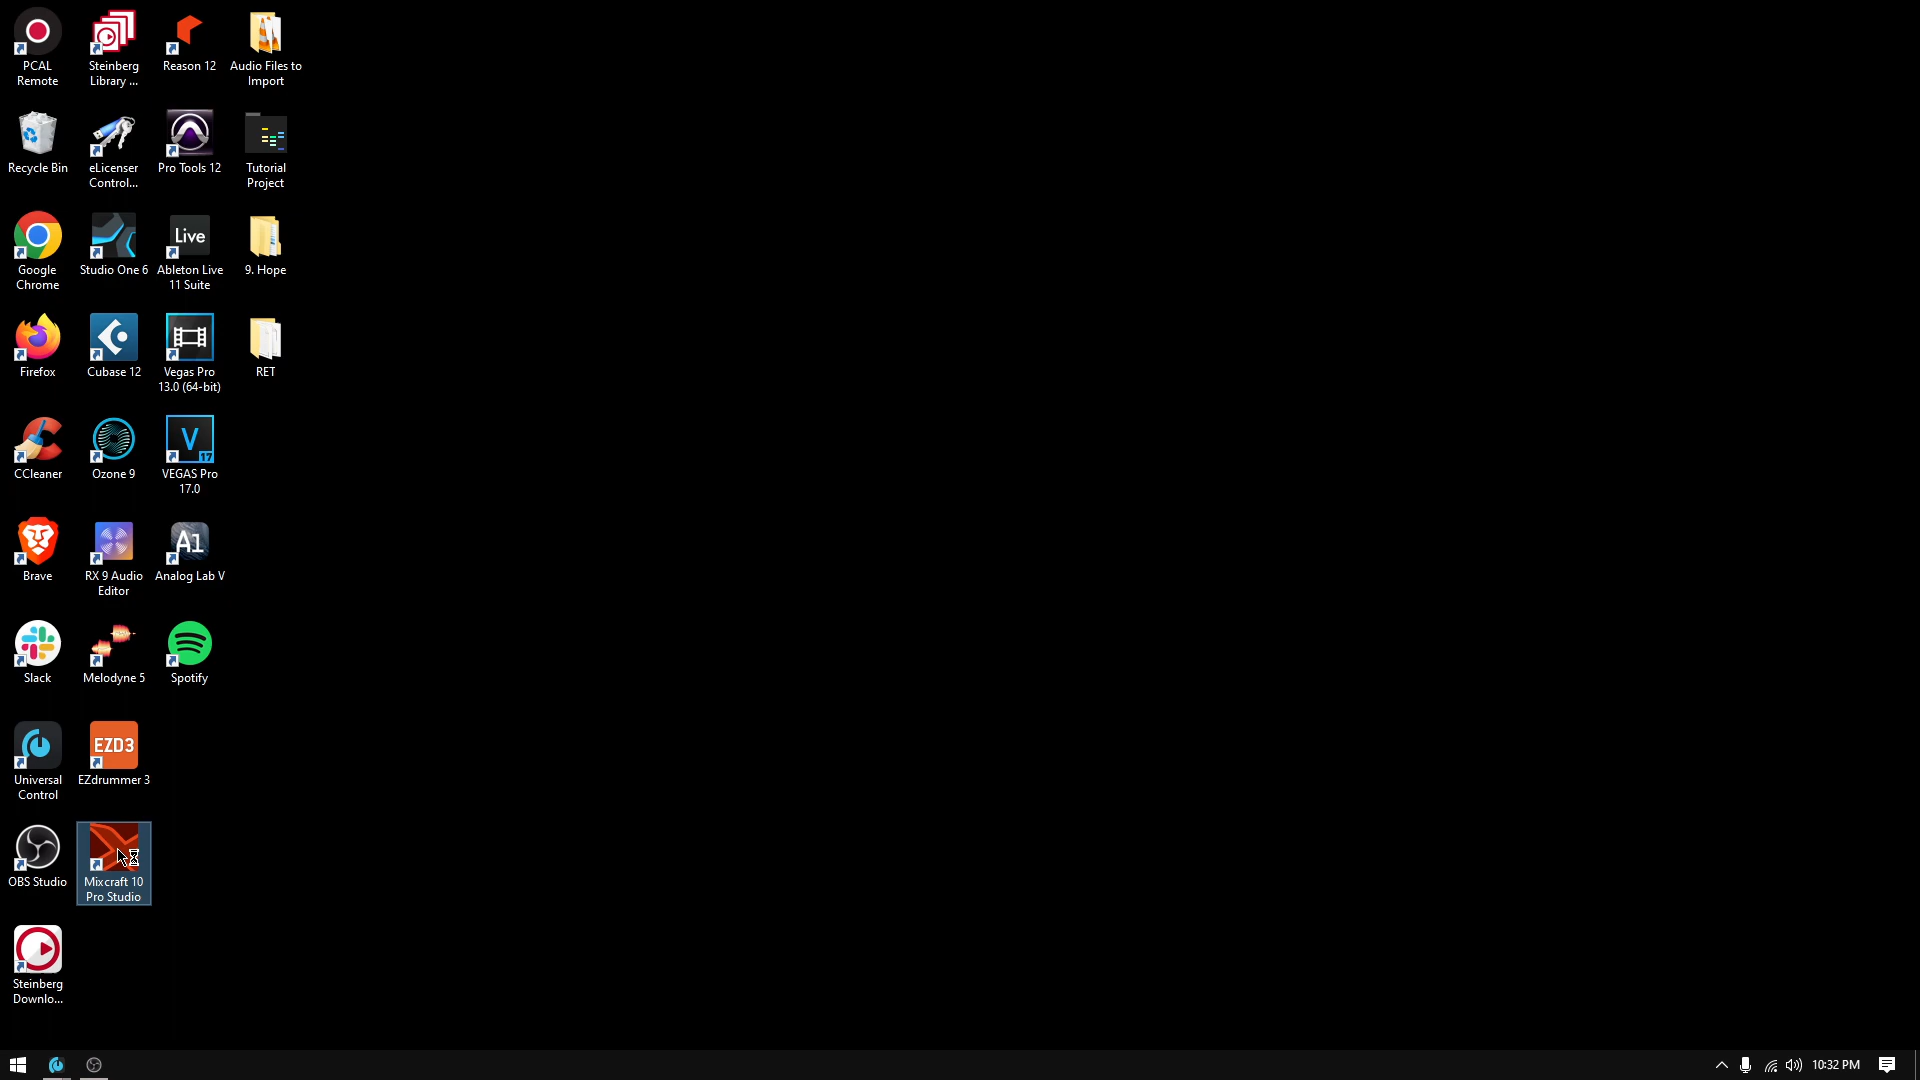 PCAL
Remote
Steinberg
Library ...
Reason 12
Audio Files to
Import
Recycle Bin
eLicenser
Control...
Pro Tools 12
Tutorial
Project
Google
Chrome
Studio One 6
Live
Ableton Live
11 Suite
9. Hope
Firefox
Cubase 12
Vegas Pro
13.0 (64-bit)
RET
CCleaner
Ozone 9
V
17
VEGAS Pro
17.0
Brave
RX 9 Audio
Editor
A1
Analog Lab V
Slack
Melodyne 5
Spotify
Universal
Control
EZD3
EZdrummer 3
OBS Studio
Mixcraft 10
Pro Studio
Steinberg
Downlo...
10:32 PM